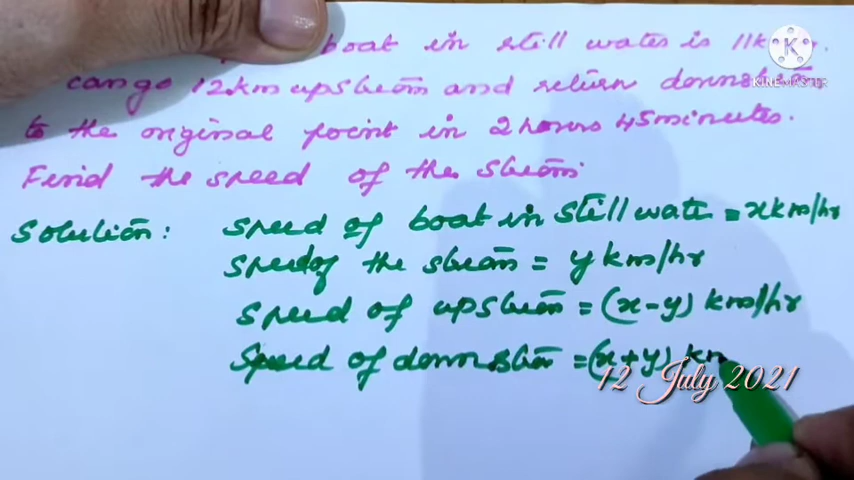 boat in still water is 11k
can go 12km upstream and return downstream
to the original point in 2 hours 45 minutes.
Find the speed of the stream.
Solution: speed of boat in still water = x km/hr
speed of the stream = y km/hr
speed of upstream = (x-y) km/hr
Speed of downstream = (x+y) km
12 July 2021
KINEMASTER